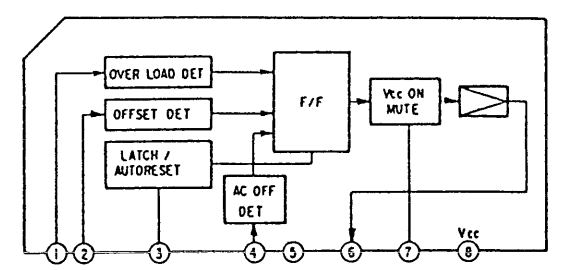 OVER LOAD DET
OFFSET DET
LATCH /
AUTORESET
F/F
AC OFF
DET
Vcc ON
MUTE
Vcc
1 2 3 4 5 6 7 8